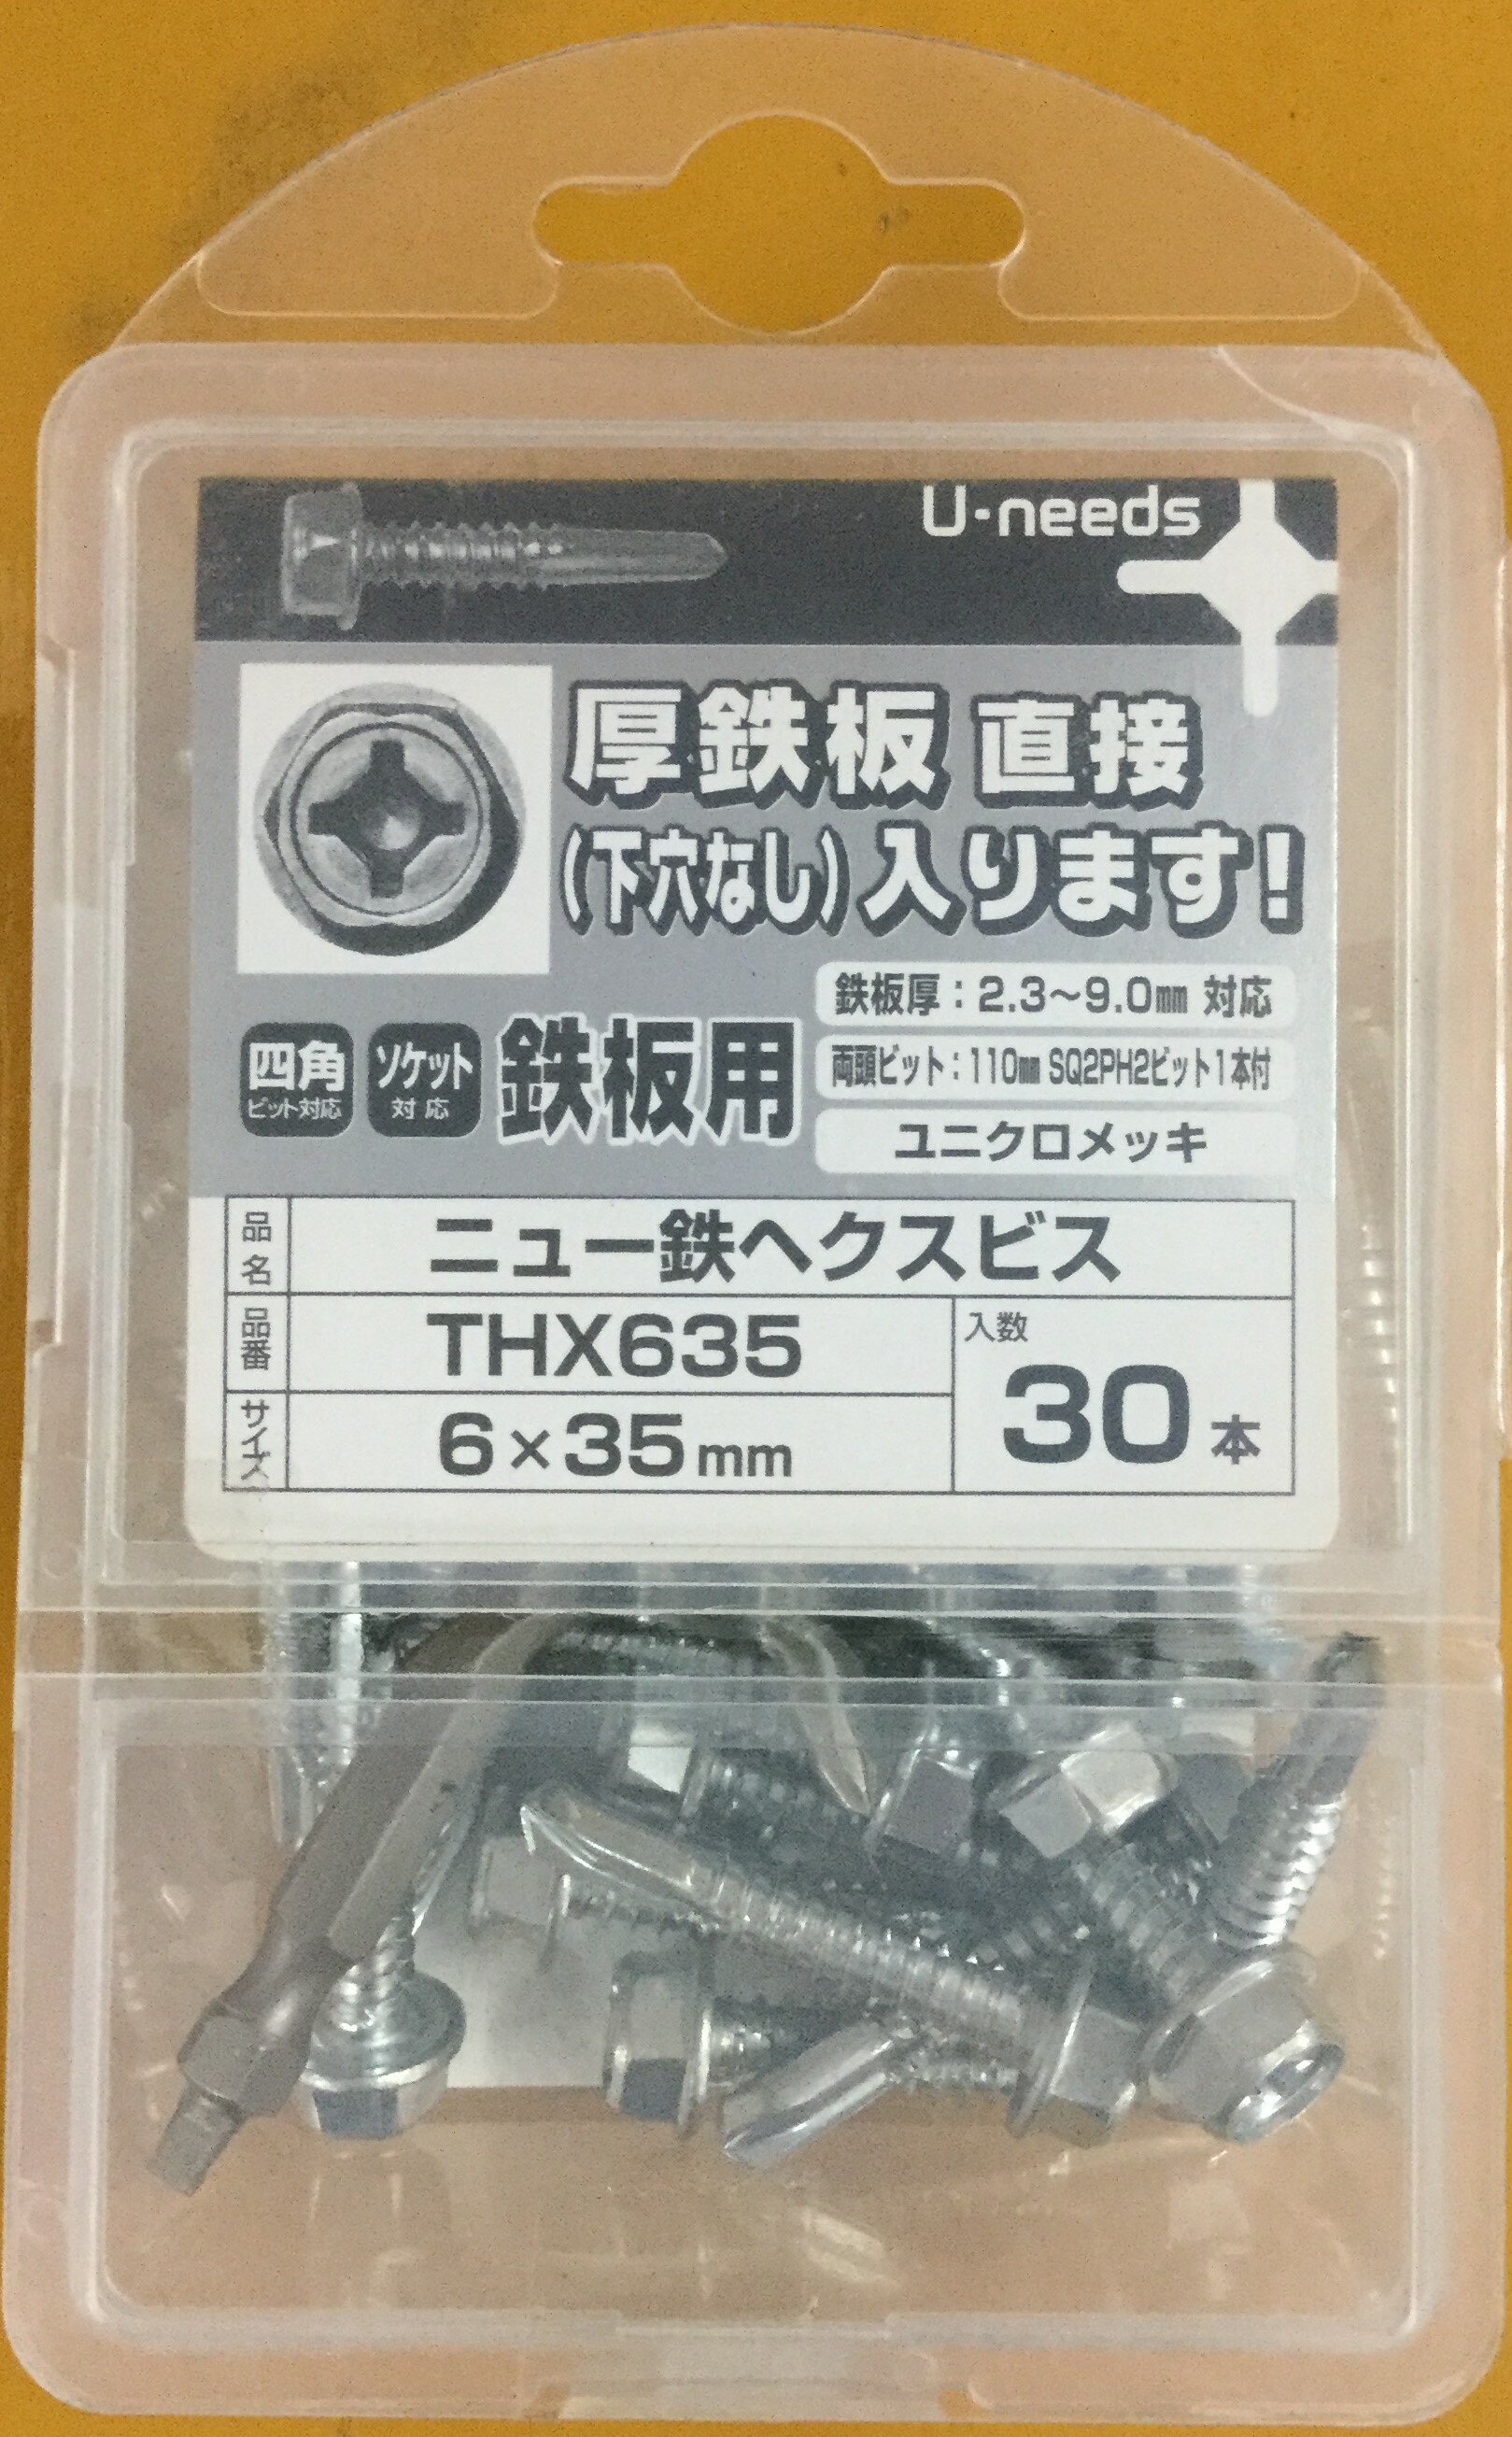 U-needs
厚鉄板 直接
(下穴なし)入ります!
鉄板厚：2.3〜9.0mm 対応
両頭ビット：110mm SQ2PH2ビット1本付
ユニクロメッキ
四角
ビット対応
ソケット
対応
鉄板用
品名
ニュー鉄ヘクスビス
品番
THX635
サイズ
6×35mm
入数
30本